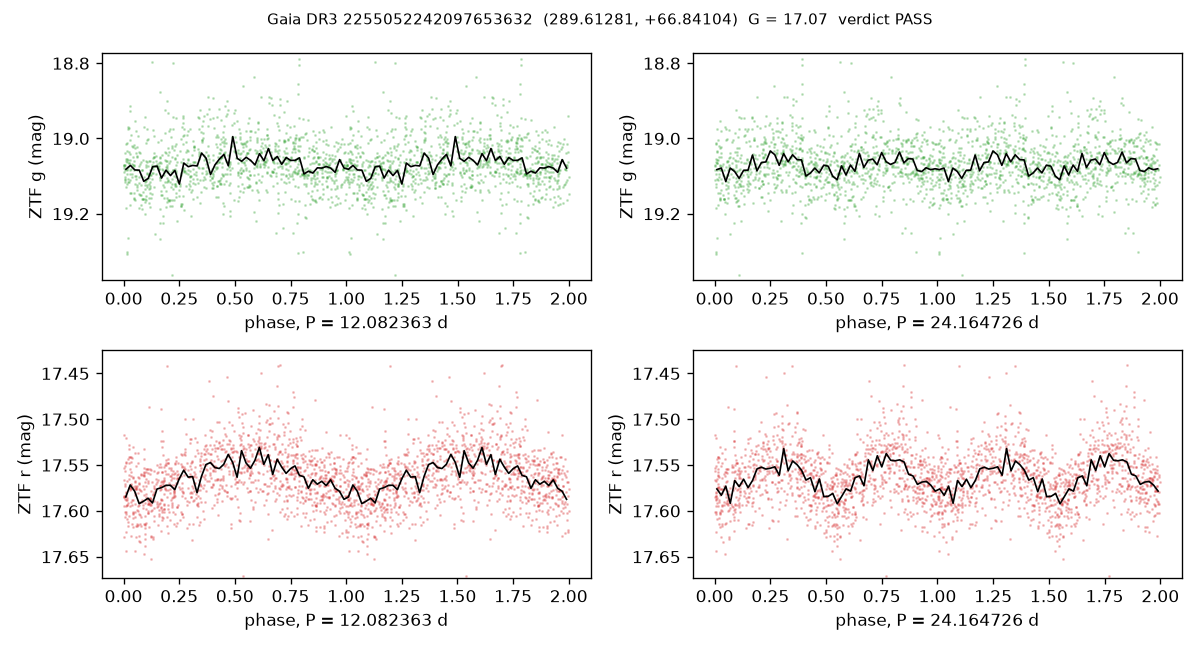 Gaia DR3 2255052242097653632 (289.61281, +66.84104) G = 17.07 verdict PASS
18.8
19.0
19.2
ZTF g (mag)
0.00 0.25 0.50 0.75 1.00 1.25 1.50 1.75 2.00
phase, P = 12.082363 d
18.8
19.0
19.2
ZTF g (mag)
0.00 0.25 0.50 0.75 1.00 1.25 1.50 1.75 2.00
phase, P = 24.164726 d
17.45
17.50
17.55
17.60
17.65
ZTF r (mag)
0.00 0.25 0.50 0.75 1.00 1.25 1.50 1.75 2.00
phase, P = 12.082363 d
17.45
17.50
17.55
17.60
17.65
ZTF r (mag)
0.00 0.25 0.50 0.75 1.00 1.25 1.50 1.75 2.00
phase, P = 24.164726 d